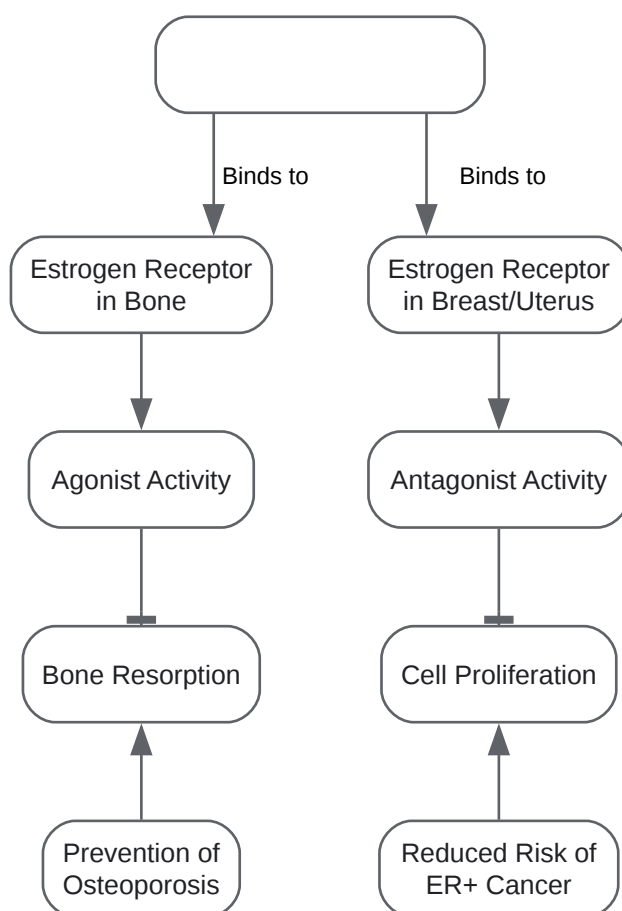 Binds to
Binds to
Estrogen Receptor
in Bone
Estrogen Receptor
in Breast/Uterus
Agonist Activity
Antagonist Activity
Bone Resorption
Cell Proliferation
Prevention of
Osteoporosis
Reduced Risk of
ER+ Cancer